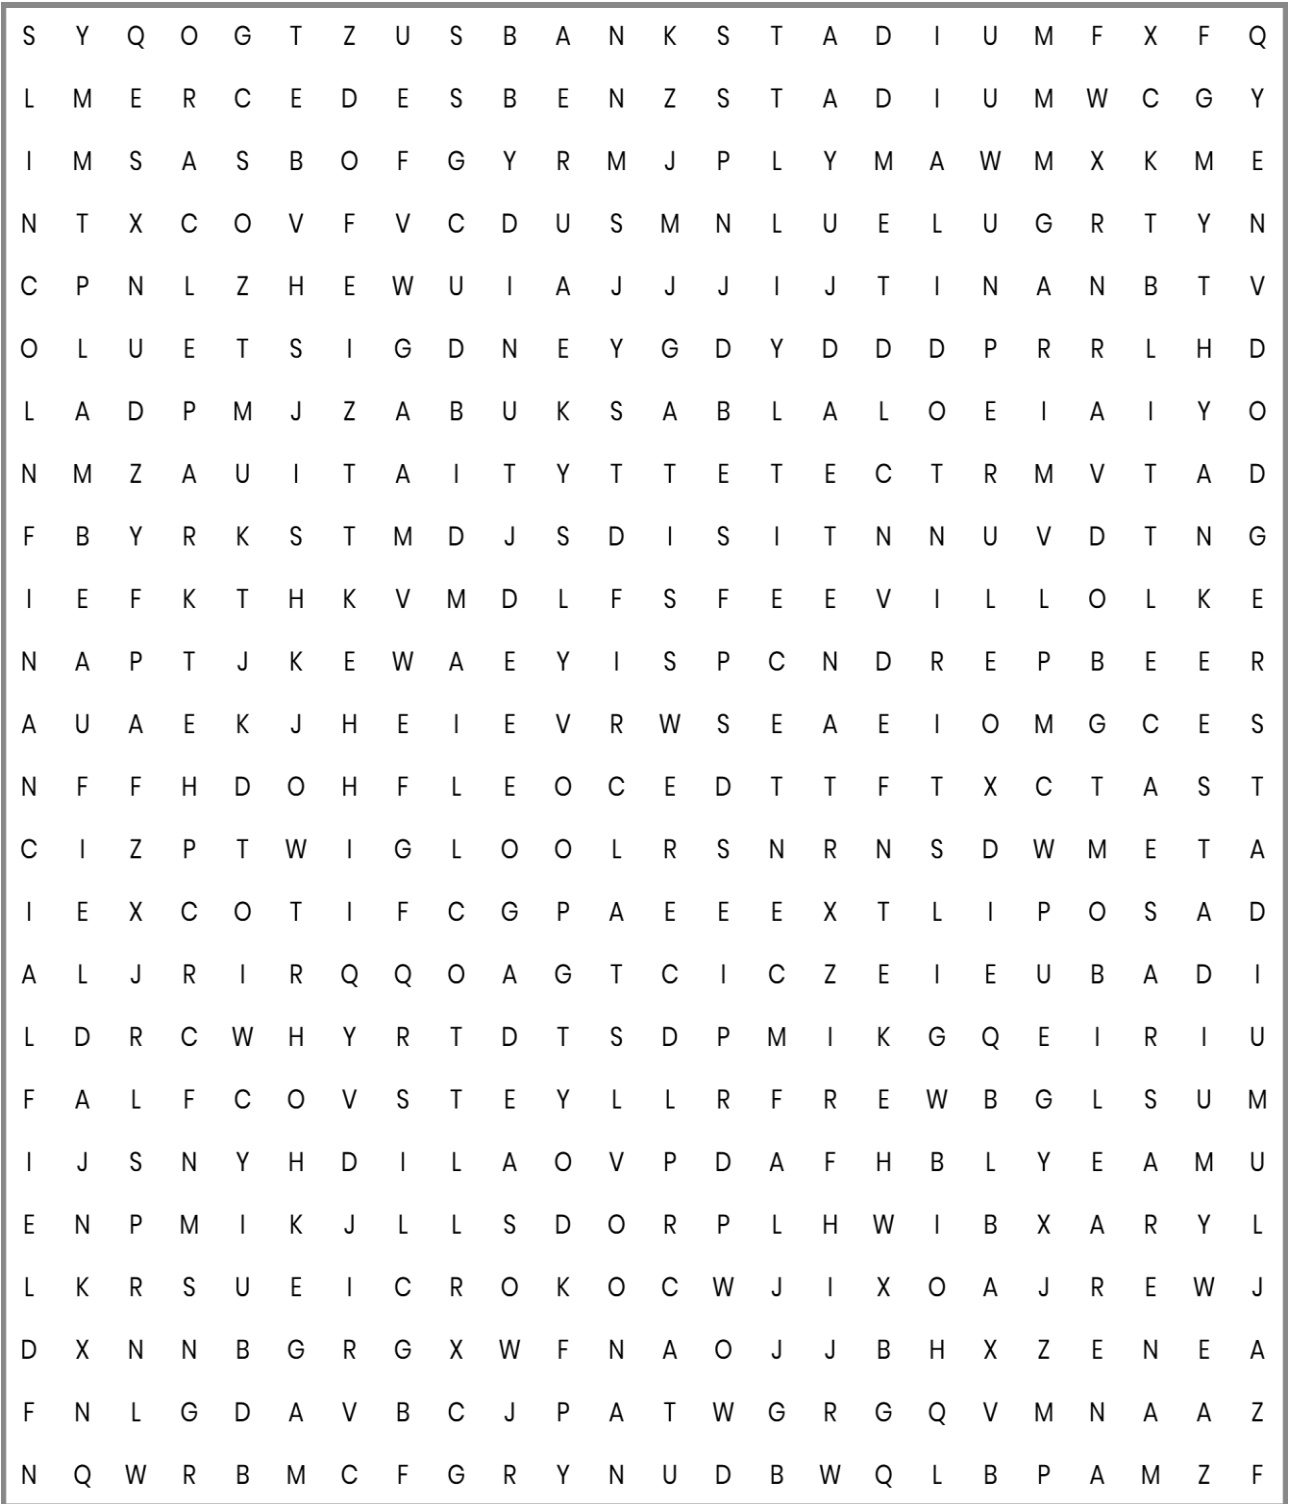 S Y Q O G T Z U S B A N K S T A D I U M F X F Q
L M E R C E D E S B E N Z S T A D I U M W C G Y
I M S A S B O F G Y R M J P L Y M A W M X K M E
N T X C O V F V C D U S M N L U E L U G R T Y N
C P N L Z H E W U I A J J J I J T I N A N B T V
O L U E T S I G D N E Y G D Y D D D P R R L H D
L A D P M J Z A B U K S A B L A L O E I A I Y O
N M Z A U I T A I T Y T T E T E C T R M V T A D
F B Y R K S T M D J S D I S I T N N U V D T N G
I E F K T H K V M D L F S F E E V I L L O L K E
N A P T J K E W A E Y I S P C N D R E P B E E R
A U A E K J H E I E V R W S E A E I O M G C E S
N F F H D O H F L E O C E D T T F T X C T A S T
C I Z P T W I G L O O L R S N R N S D W M E T A
I E X C O T I F C G P A E E E X T L I P O S A D
A L J R I R Q Q O A G T C I C Z E I E U B A D I
L D R C W H Y R T D T S D P M I K G Q E I R I U
F A L F C O V S T E Y L L R F R E W B G L S U M
I J S N Y H D I L A O V P D A F H B L Y E A M U
E N P M I K J L L S D O R P L H W I B X A R Y L
L K R S U E I C R O K O C W J I X O A J R E W J
D X N N B G R G X W F N A O J J B H X Z E N E A
F N L G D A V B C J P A T W G R G Q V M N A A Z
N Q W R B M C F G R Y N U D B W Q L B P A M Z F